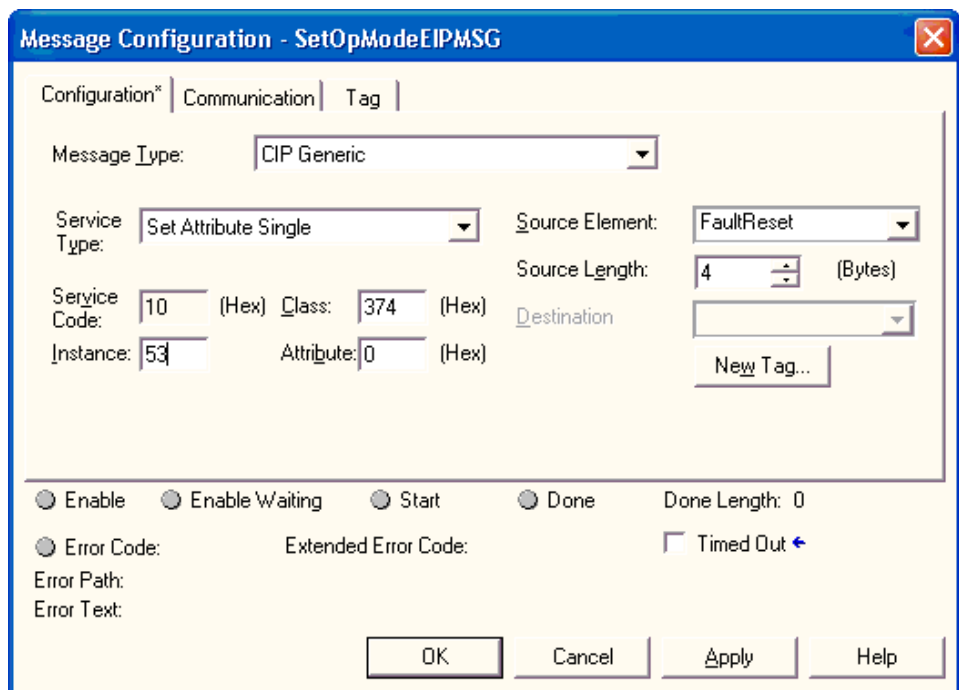 Message Configuration - SetOpModeEIPMSG
Configuration* Communication Tag
Message Type: CIP Generic
Service Type: Set Attribute Single
Source Element: FaultReset
Source Length: 4 (Bytes)
Service Code: 10 (Hex) Class: 374 (Hex)
Destination
Instance: 53 Attribute: 0 (Hex)
New Tag...
Enable Enable Waiting Start Done Done Length: 0
Error Code: Extended Error Code: Timed Out ←
Error Path:
Error Text:
OK Cancel Apply Help